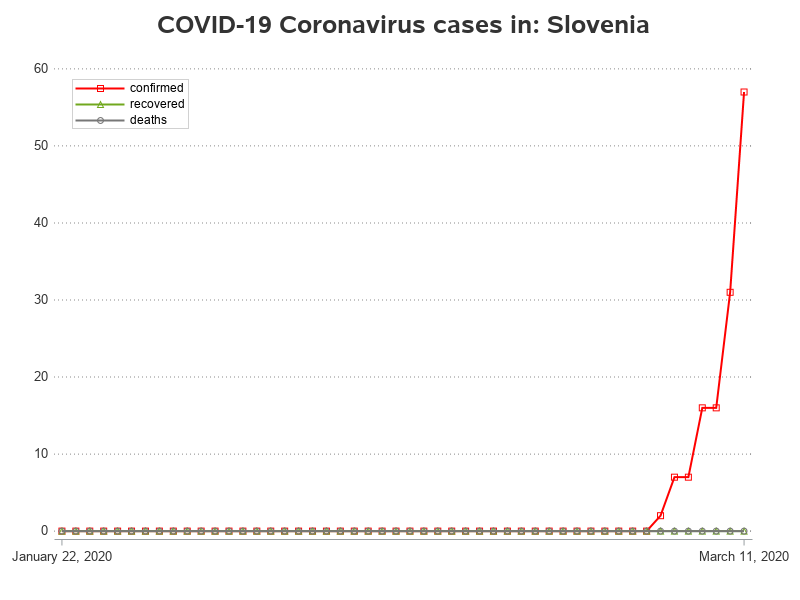 COVID-19 Coronavirus cases in: Slovenia
60
confirmed
recovered
deaths
50
40
30
20
10
0
January 22, 2020
March 11, 2020